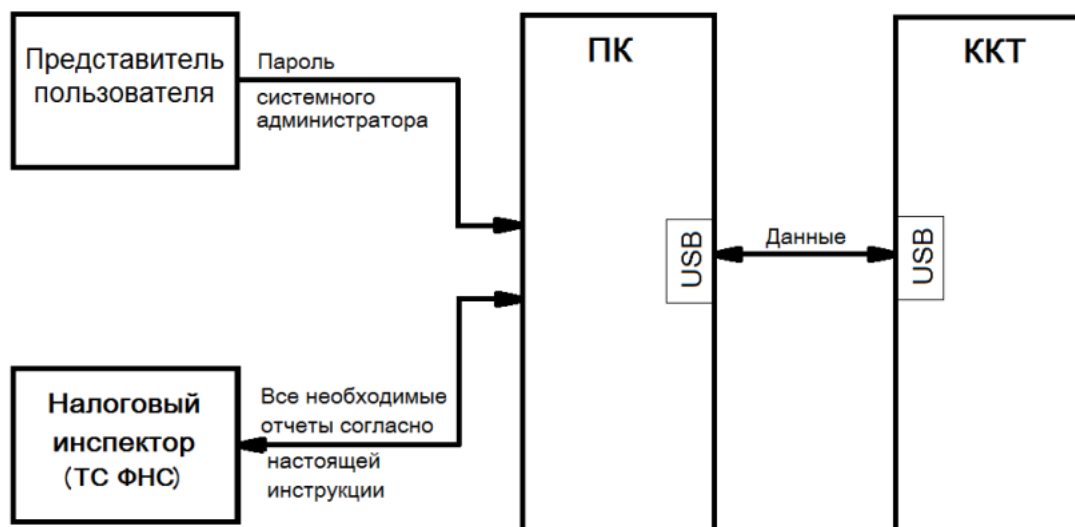 Представитель
пользователя
Пароль
системного
администратора
ПК
ККТ
USB
Данные
USB
Налоговый
инспектор
(ТС ФНС)
Все необходимые
отчеты согласно
настоящей
инструкции